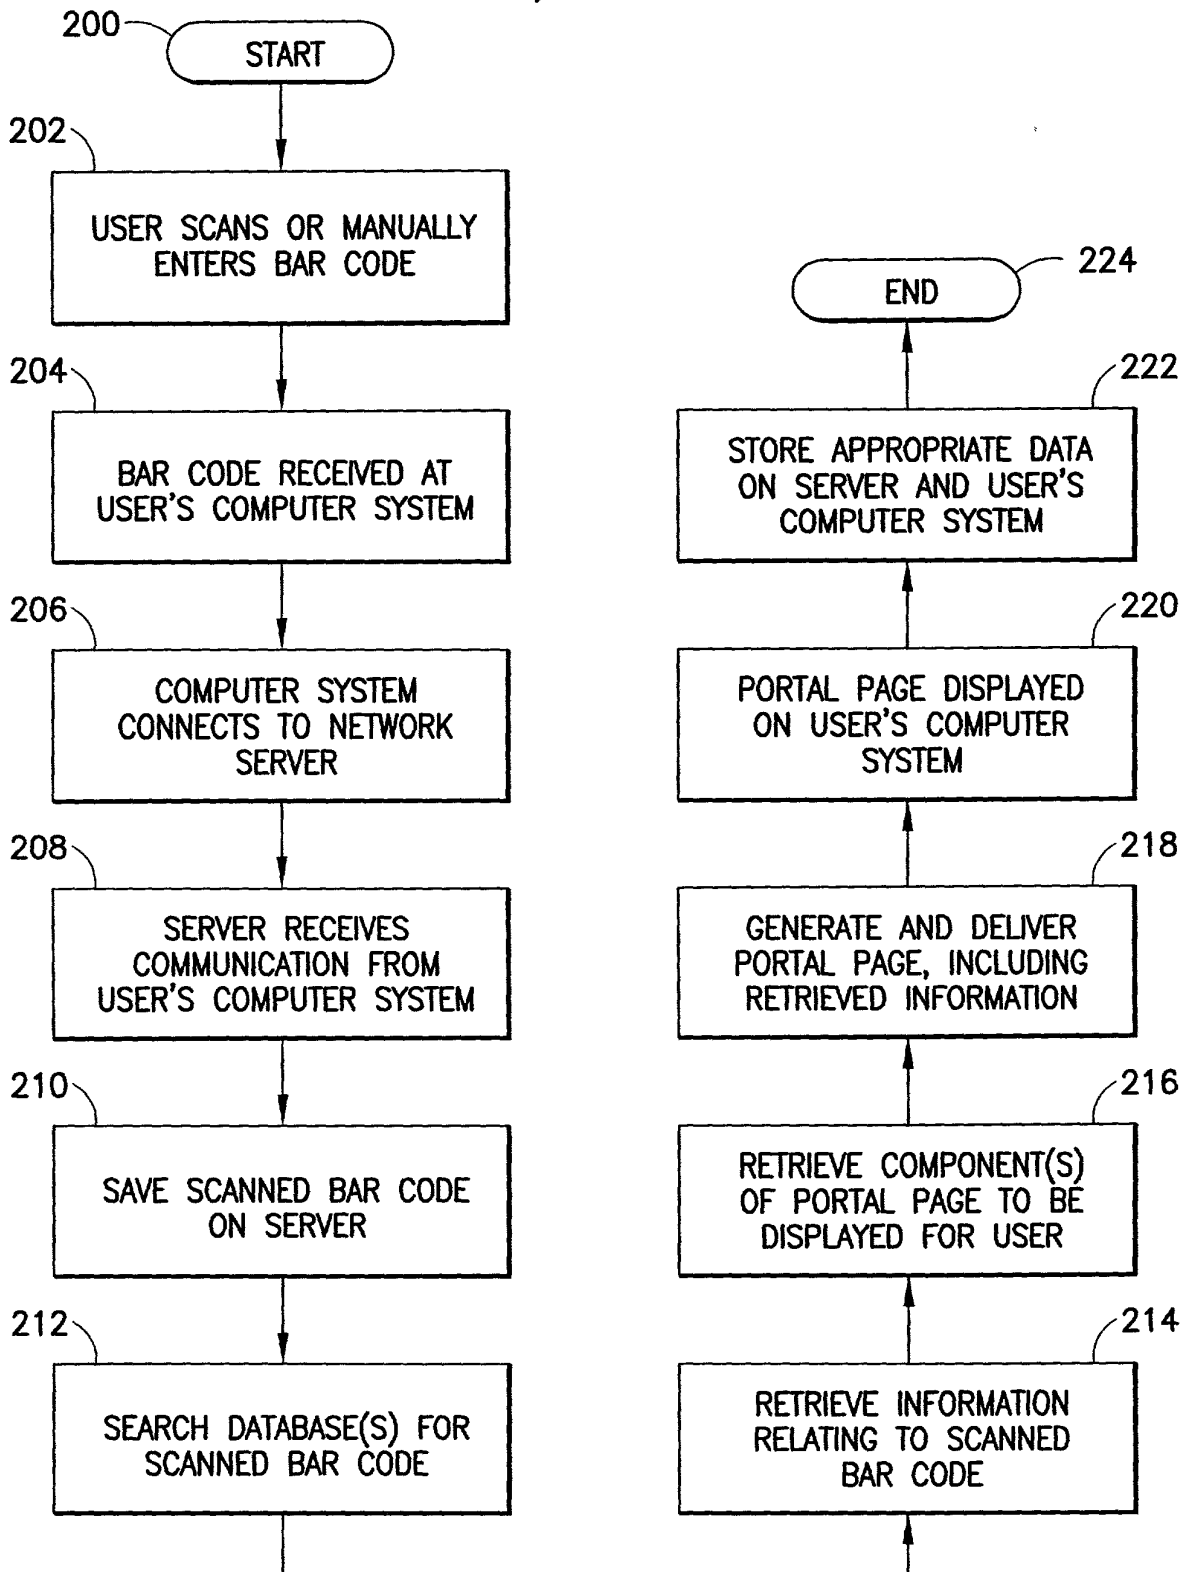 200
START
202
USER SCANS OR MANUALLY
ENTERS BAR CODE
204
BAR CODE RECEIVED AT
USER'S COMPUTER SYSTEM
206
COMPUTER SYSTEM
CONNECTS TO NETWORK
SERVER
208
SERVER RECEIVES
COMMUNICATION FROM
USER'S COMPUTER SYSTEM
210
SAVE SCANNED BAR CODE
ON SERVER
212
SEARCH DATABASE(S) FOR
SCANNED BAR CODE
214
RETRIEVE INFORMATION
RELATING TO SCANNED
BAR CODE
216
RETRIEVE COMPONENT(S)
OF PORTAL PAGE TO BE
DISPLAYED FOR USER
218
GENERATE AND DELIVER
PORTAL PAGE, INCLUDING
RETRIEVED INFORMATION
220
PORTAL PAGE DISPLAYED
ON USER'S COMPUTER
SYSTEM
222
STORE APPROPRIATE DATA
ON SERVER AND USER'S
COMPUTER SYSTEM
224
END